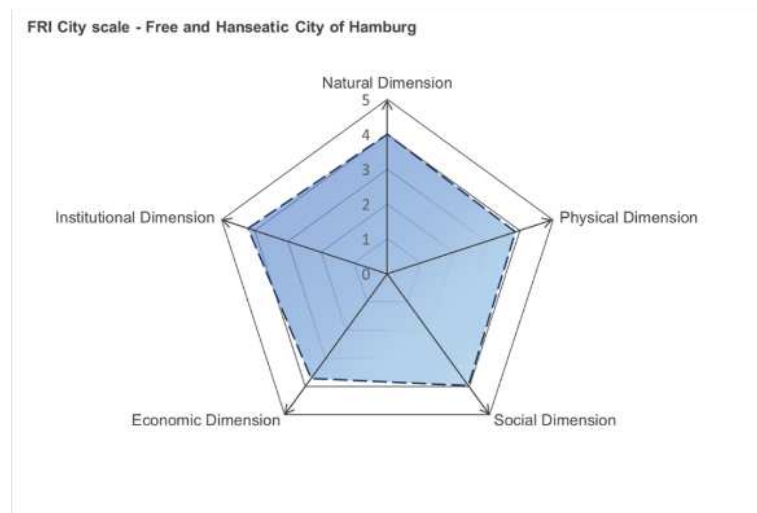 FRI City scale - Free and Hanseatic City of Hamburg
Natural Dimension
5
4
3
2
1
0
Institutional Dimension
Physical Dimension
Economic Dimension
Social Dimension